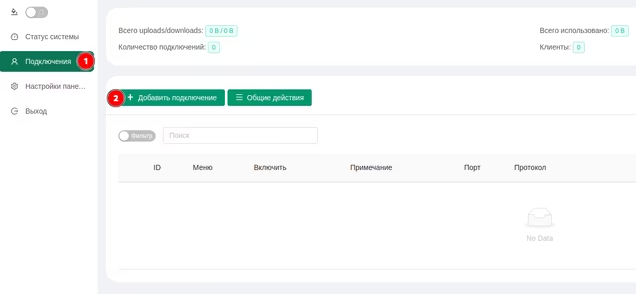 Статус системы
Подключения
1
Настройки пане...
Выход
Всего uploads/downloads: 0 B / 0 B
Всего использовано: 0 B
Количество подключений: 0
Клиенты: 0
2
+ Добавить подключение
Общие действия
Фильтр
Поиск
ID Меню Включить Примечание Порт Протокол
No Data